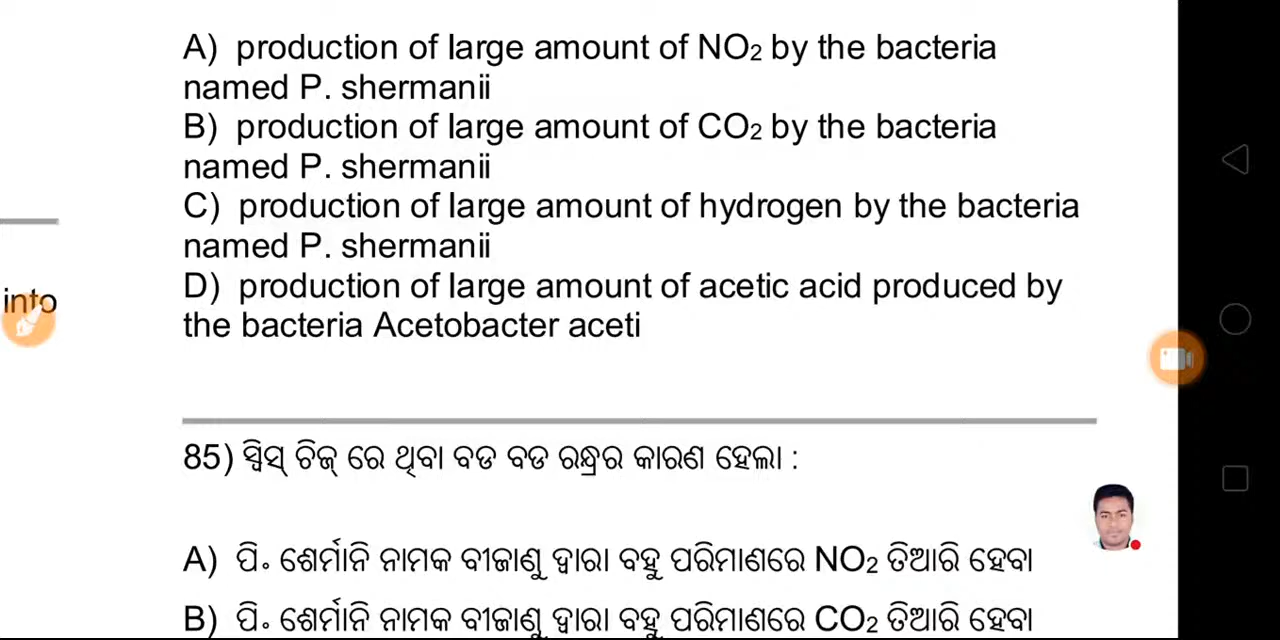 A) production of large amount of NO₂ by the bacteria
named P. shermanii
B) production of large amount of CO₂ by the bacteria
named P. shermanii
C) production of large amount of hydrogen by the bacteria
named P. shermanii
into
D) production of large amount of acetic acid produced by
the bacteria Acetobacter aceti
85) ସ୍ୱିସ୍ ଚିଜ୍ ରେ ଥିବା ବଡ ବଡ ରନ୍ଧ୍ରର କାରଣ ହେଲା :
A) ପି. ଶେର୍ମାନି ନାମକ ବୀଜାଣୁ ଦ୍ୱାରା ବହୁ ପରିମାଣରେ NO₂ ତିଆରି ହେବା
B) ପି. ଶେର୍ମାନି ନାମକ ବୀଜାଣୁ ଦ୍ୱାରା ବହୁ ପରିମାଣରେ CO₂ ତିଆରି ହେବା